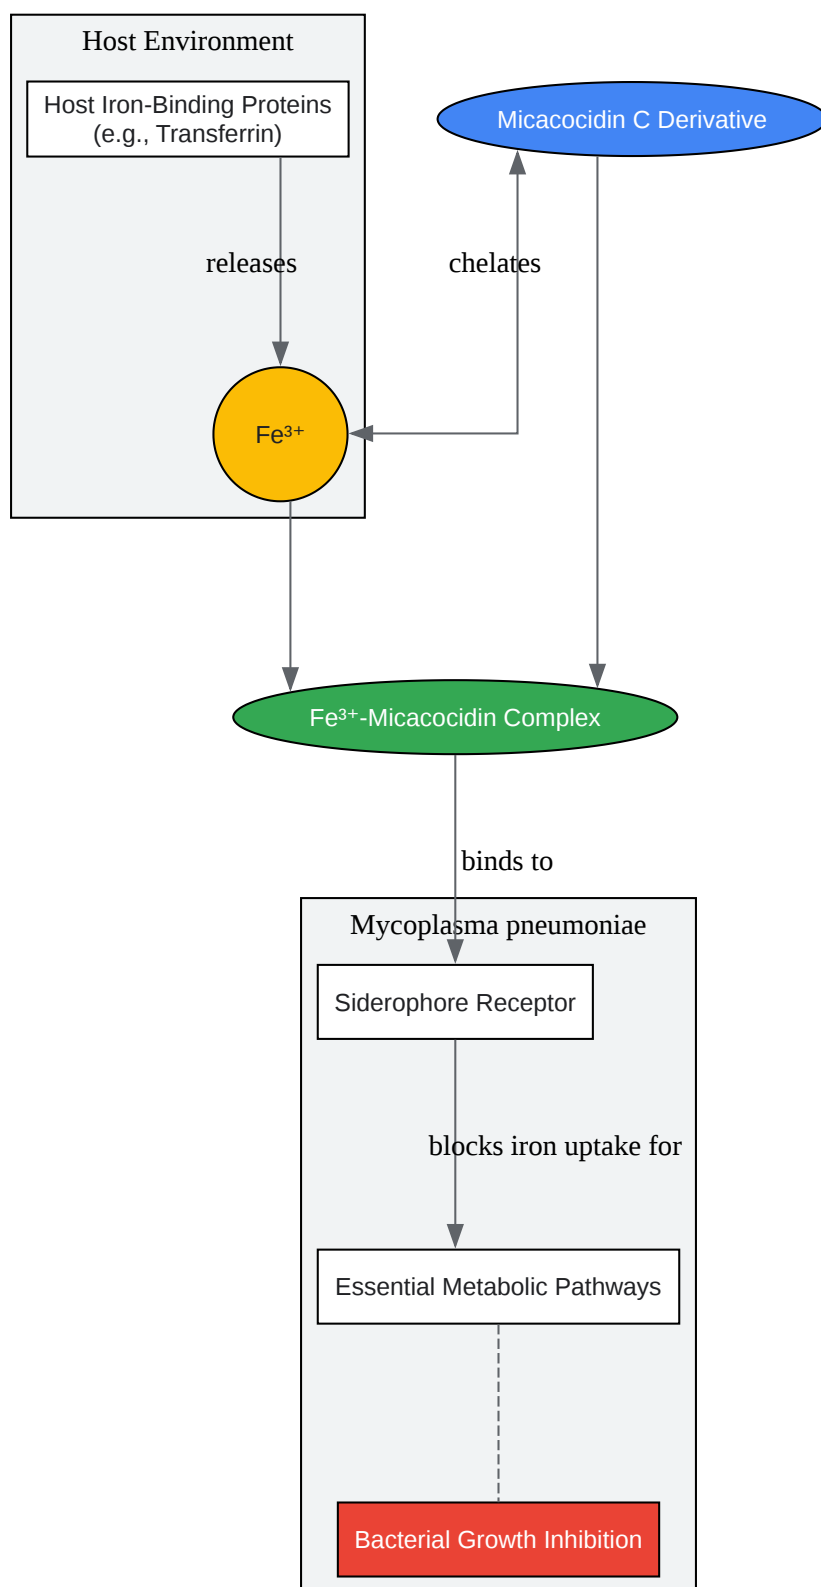 Host Environment
Host Iron-Binding Proteins
(e.g., Transferrin)
Micacocidin C Derivative
releases
chelates
Fe³⁺
Fe³⁺-Micacocidin Complex
binds to
Mycoplasma pneumoniae
Siderophore Receptor
blocks iron uptake for
Essential Metabolic Pathways
Bacterial Growth Inhibition